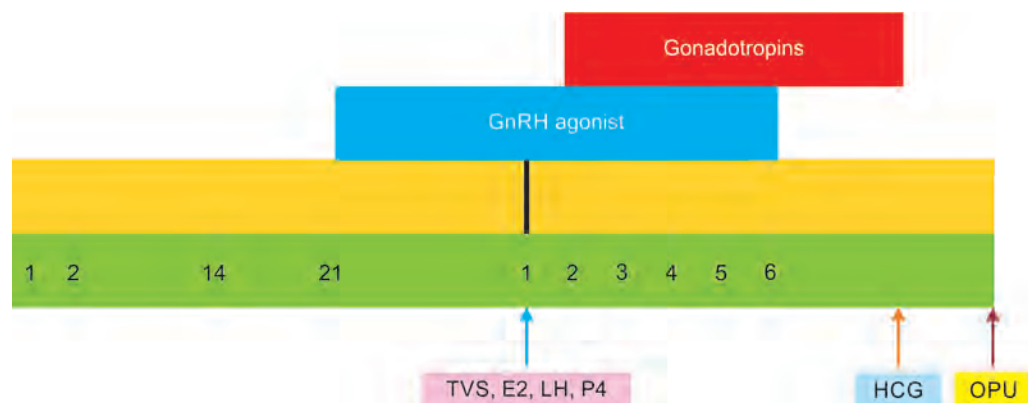 Gonadotropins
GnRH agonist
1 2 14 21 1 2 3 4 5 6
TVS, E2, LH, P4 HCG OPU